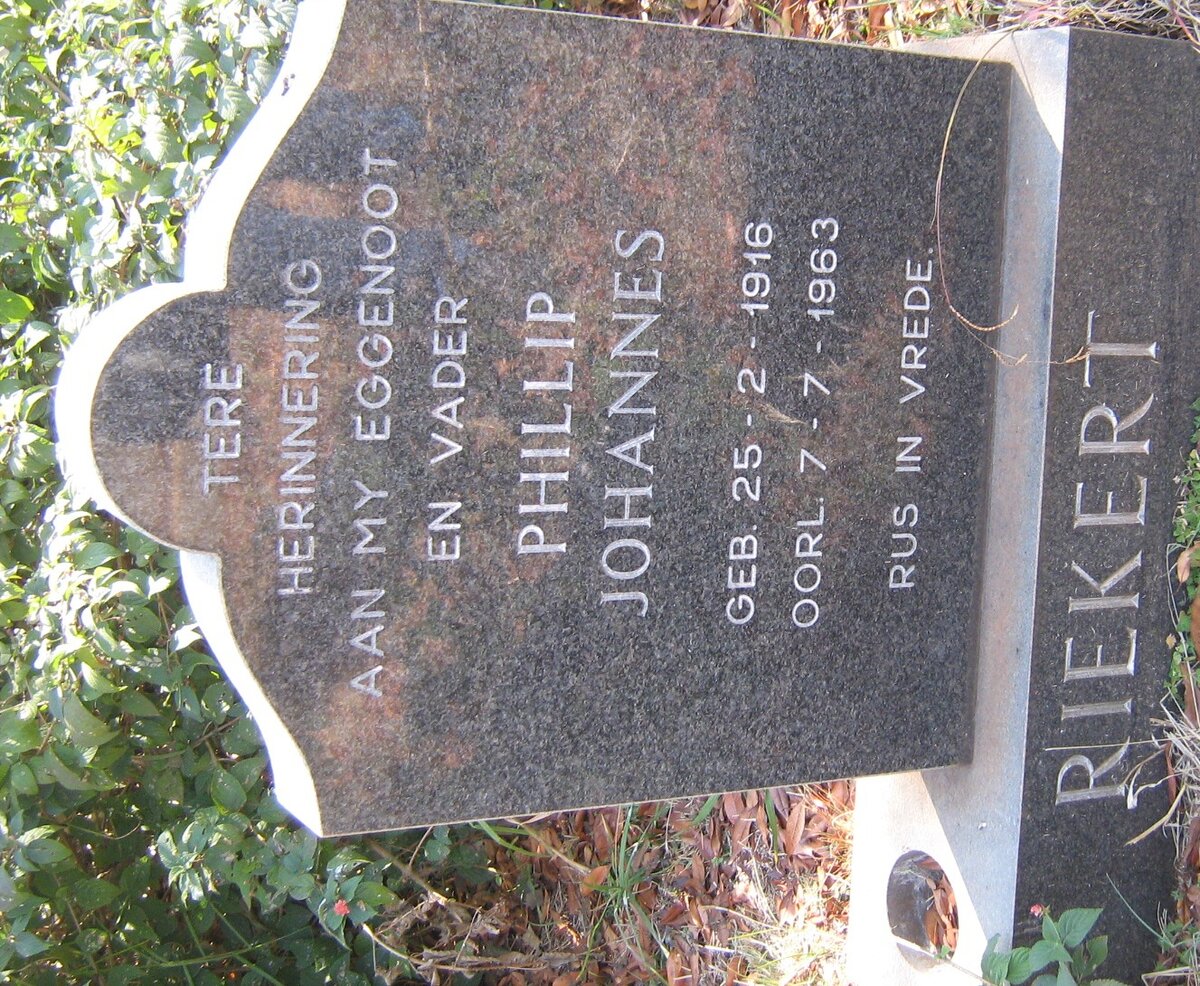 TERE
HERINNERING
AAN MY EGGENOOT
EN VADER
PHILLIP
JOHANNES
GEB. 25 - 2 - 1916
OORL. 7 - 7 - 1963
RUS IN VREDE.
RIEKERT